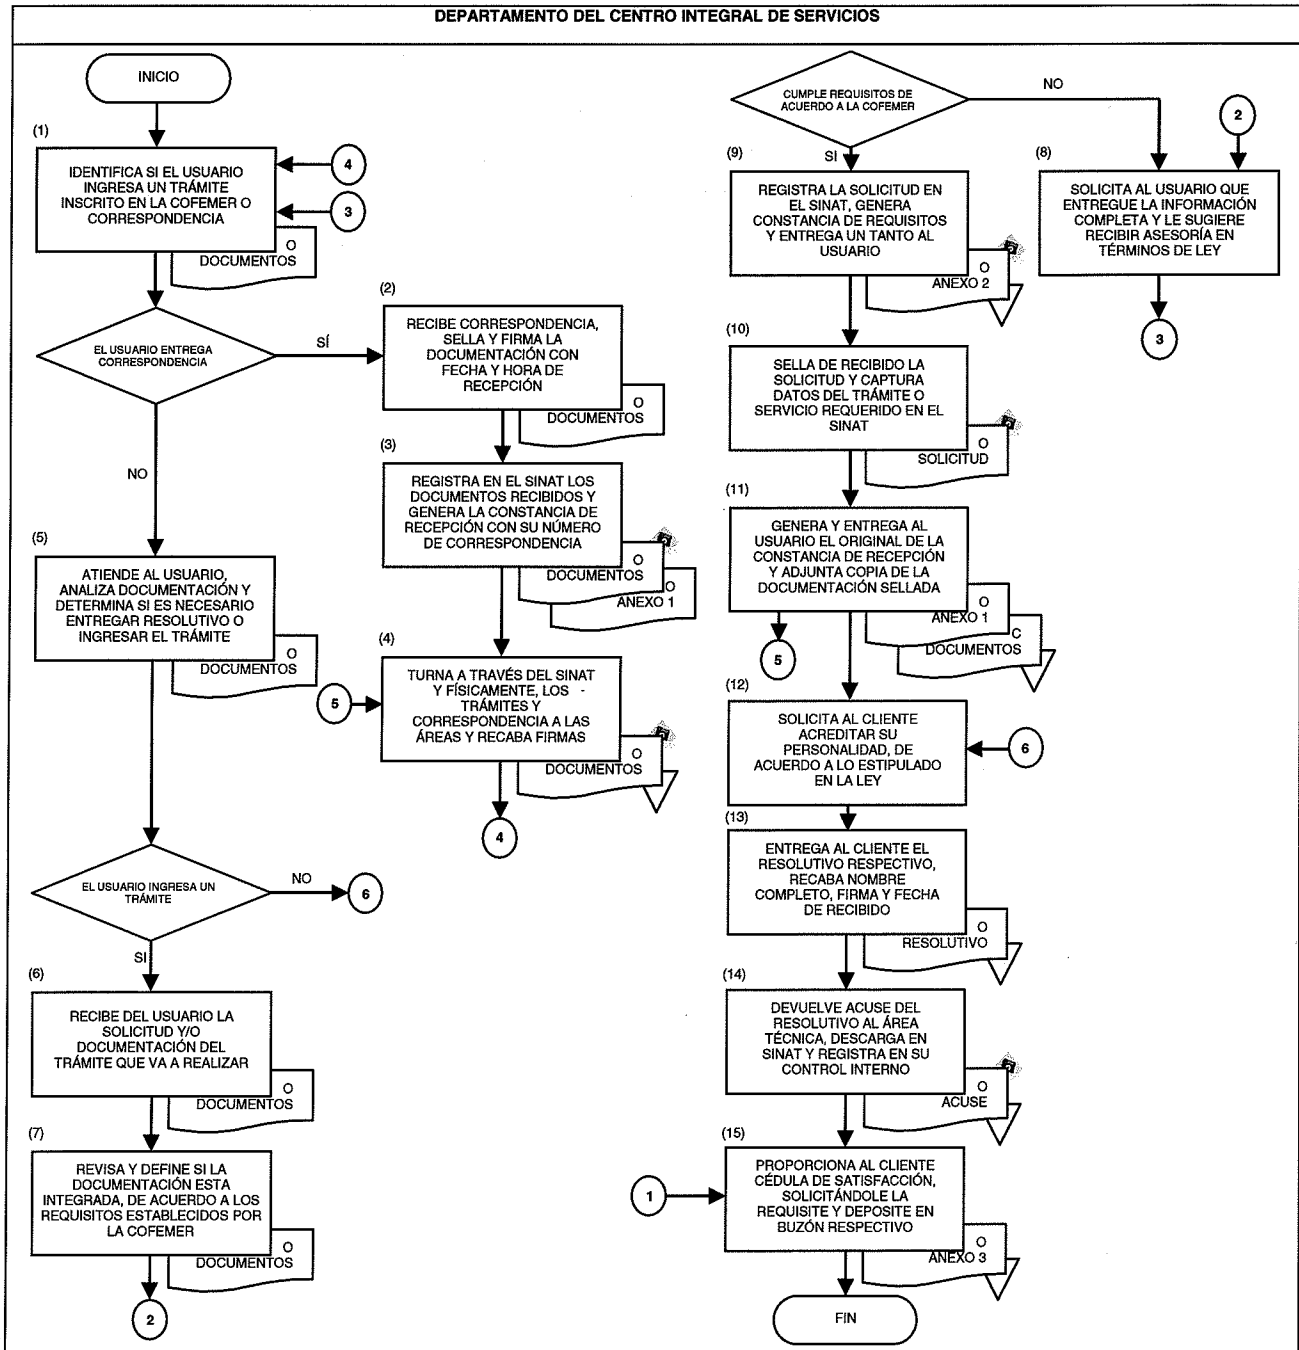 DEPARTAMENTO DEL CENTRO INTEGRAL DE SERVICIOS
INICIO
(1)
IDENTIFICA SI EL USUARIO
INGRESA UN TRÁMITE
INSCRITO EN LA COFEMER O
CORRESPONDENCIA
4
3
O
DOCUMENTOS
EL USUARIO ENTREGA
CORRESPONDENCIA
SÍ
NO
(2)
RECIBE CORRESPONDENCIA,
SELLA Y FIRMA LA
DOCUMENTACIÓN CON
FECHA Y HORA DE
RECEPCIÓN
O
DOCUMENTOS
(3)
REGISTRA EN EL SINAT LOS
DOCUMENTOS RECIBIDOS Y
GENERA LA CONSTANCIA DE
RECEPCIÓN CON SU NÚMERO
DE CORRESPONDENCIA
O
DOCUMENTOS
O
ANEXO 1
(4)
TURNA A TRAVÉS DEL SINAT
Y FÍSICAMENTE, LOS -
TRÁMITES Y
CORRESPONDENCIA A LAS
ÁREAS Y RECABA FIRMAS
5
O
DOCUMENTOS
4
(5)
ATIENDE AL USUARIO,
ANALIZA DOCUMENTACIÓN Y
DETERMINA SI ES NECESARIO
ENTREGAR RESOLUTIVO O
INGRESAR EL TRÁMITE
O
DOCUMENTOS
EL USUARIO INGRESA UN
TRÁMITE
NO
6
SI
(6)
RECIBE DEL USUARIO LA
SOLICITUD Y/O
DOCUMENTACIÓN DEL
TRÁMITE QUE VA A REALIZAR
O
DOCUMENTOS
(7)
REVISA Y DEFINE SI LA
DOCUMENTACIÓN ESTA
INTEGRADA, DE ACUERDO A LOS
REQUISITOS ESTABLECIDOS POR
LA COFEMER
O
DOCUMENTOS
2
CUMPLE REQUISITOS DE
ACUERDO A LA COFEMER
NO
SI
2
(8)
SOLICITA AL USUARIO QUE
ENTREGUE LA INFORMACIÓN
COMPLETA Y LE SUGIERE
RECIBIR ASESORÍA EN
TÉRMINOS DE LEY
3
(9)
REGISTRA LA SOLICITUD EN
EL SINAT, GENERA
CONSTANCIA DE REQUISITOS
Y ENTREGA UN TANTO AL
USUARIO
O
ANEXO 2
(10)
SELLA DE RECIBIDO LA
SOLICITUD Y CAPTURA
DATOS DEL TRÁMITE O
SERVICIO REQUERIDO EN EL
SINAT
O
SOLICITUD
(11)
GENERA Y ENTREGA AL
USUARIO EL ORIGINAL DE LA
CONSTANCIA DE RECEPCIÓN
Y ADJUNTA COPIA DE LA
DOCUMENTACIÓN SELLADA
O
ANEXO 1
C
DOCUMENTOS
5
(12)
SOLICITA AL CLIENTE
ACREDITAR SU
PERSONALIDAD, DE
ACUERDO A LO ESTIPULADO
EN LA LEY
6
(13)
ENTREGA AL CLIENTE EL
RESOLUTIVO RESPECTIVO,
RECABA NOMBRE
COMPLETO, FIRMA Y FECHA
DE RECIBIDO
O
RESOLUTIVO
(14)
DEVUELVE ACUSE DEL
RESOLUTIVO AL ÁREA
TÉCNICA, DESCARGA EN
SINAT Y REGISTRA EN SU
CONTROL INTERNO
O
ACUSE
(15)
PROPORCIONA AL CLIENTE
CÉDULA DE SATISFACCIÓN,
SOLICITÁNDOLE LA
REQUISITE Y DEPOSITE EN
BUZÓN RESPECTIVO
1
O
ANEXO 3
FIN